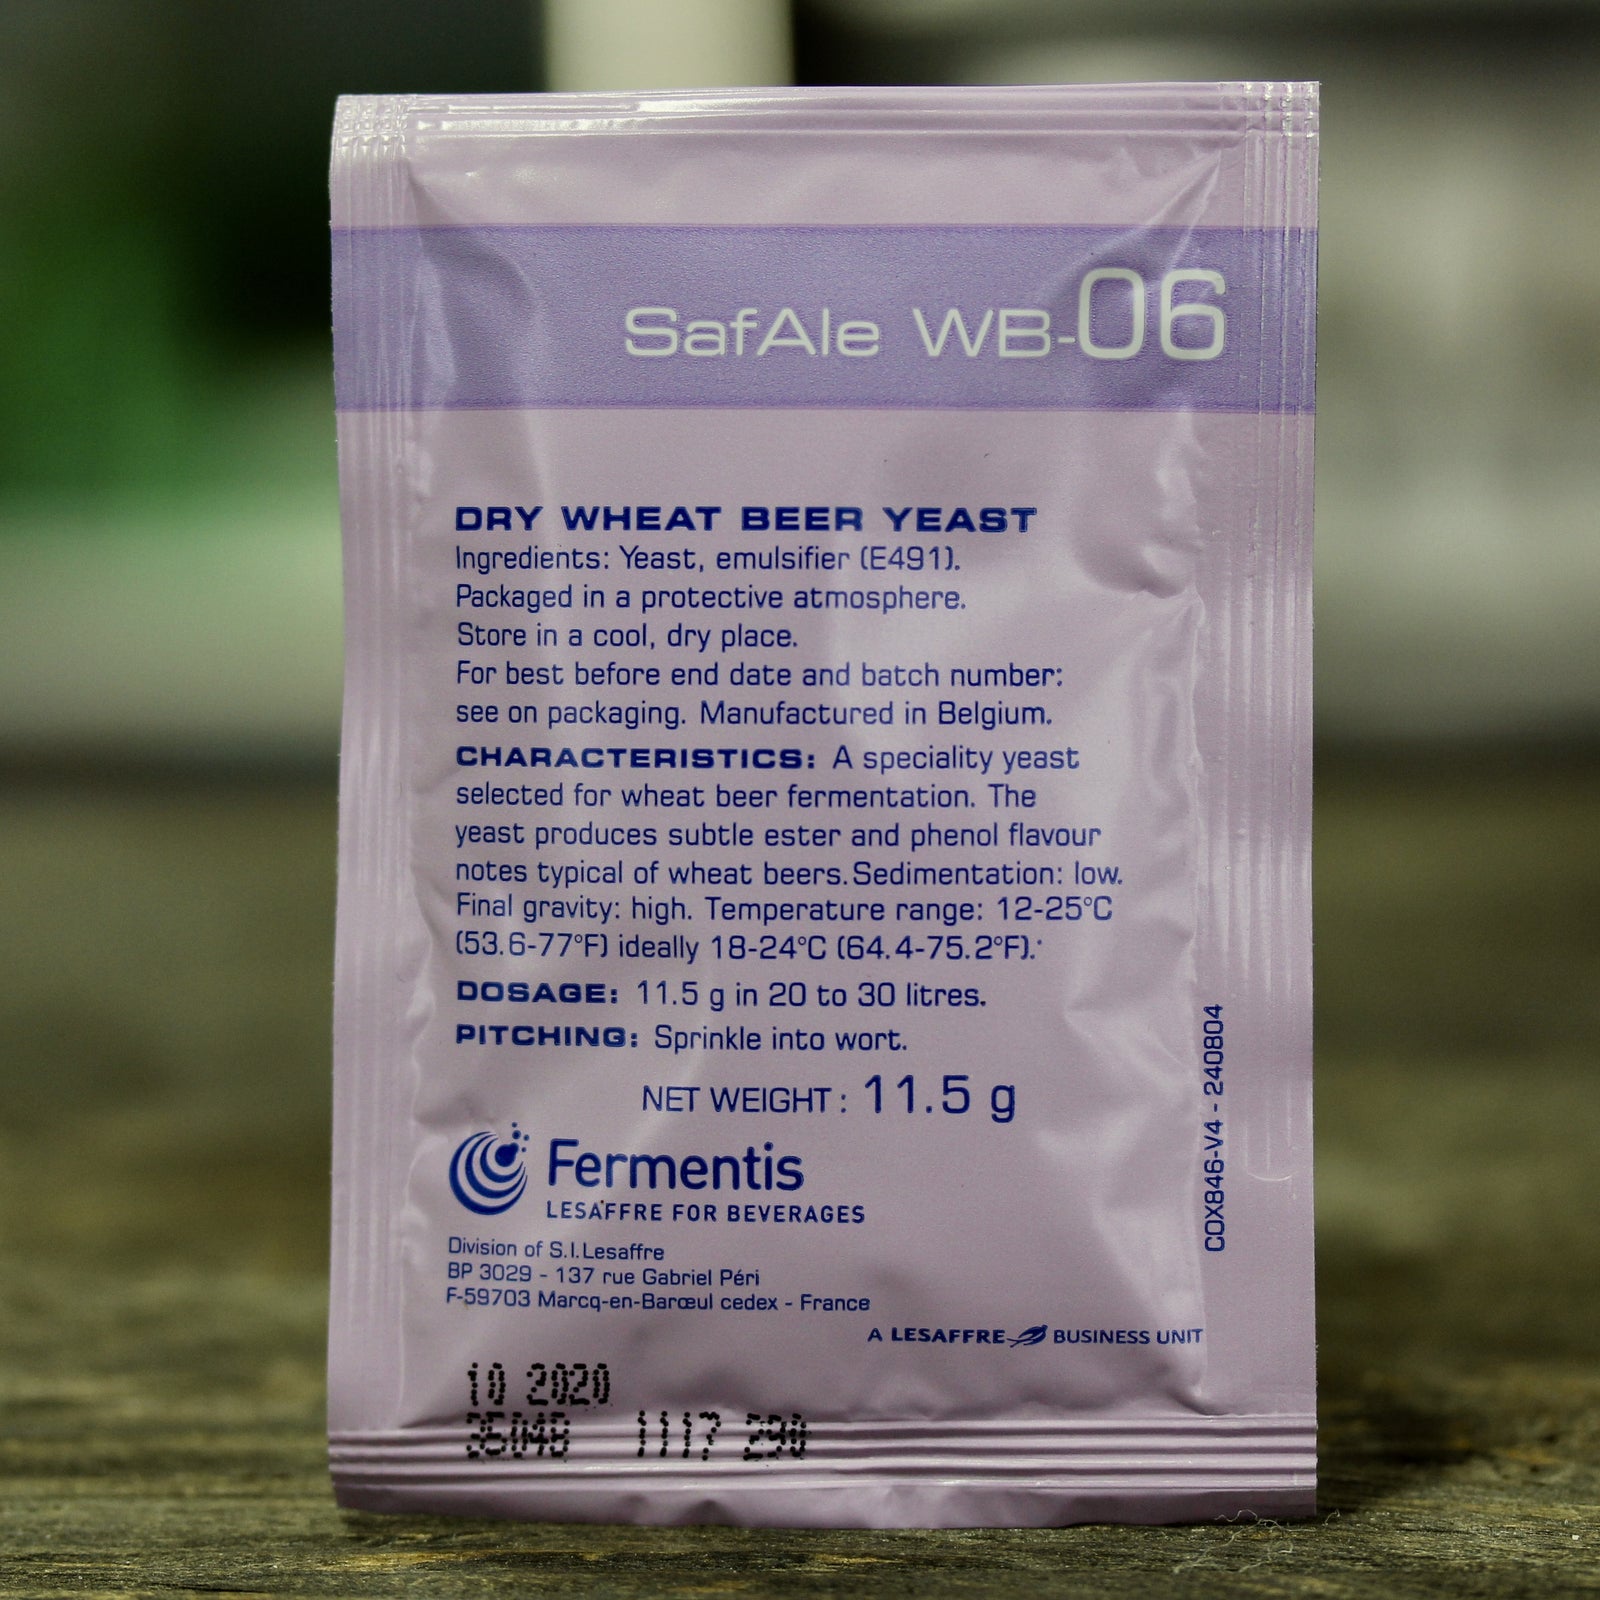 SafAle WB-06
DRY WHEAT BEER YEAST
Ingredients: Yeast, emulsifier (E491).
Packaged in a protective atmosphere.
Store in a cool, dry place.
For best before end date and batch number:
see on packaging. Manufactured in Belgium.
CHARACTERISTICS: A speciality yeast
selected for wheat beer fermentation. The
yeast produces subtle ester and phenol flavour
notes typical of wheat beers. Sedimentation: low.
Final gravity: high. Temperature range: 12-25°C
(53.6-77°F) ideally 18-24°C (64.4-75.2°F).
DOSAGE: 11.5 g in 20 to 30 litres.
PITCHING: Sprinkle into wort.
NET WEIGHT : 11.5 g
COX846-V4 - 240804
Fermentis
LESAFFRE FOR BEVERAGES
Division of S.I.Lesaffre
BP 3029 - 137 rue Gabriel Péri
F-59703 Marcq-en-Barœul cedex - France
A LESAFFRE BUSINESS UNIT
10 2020